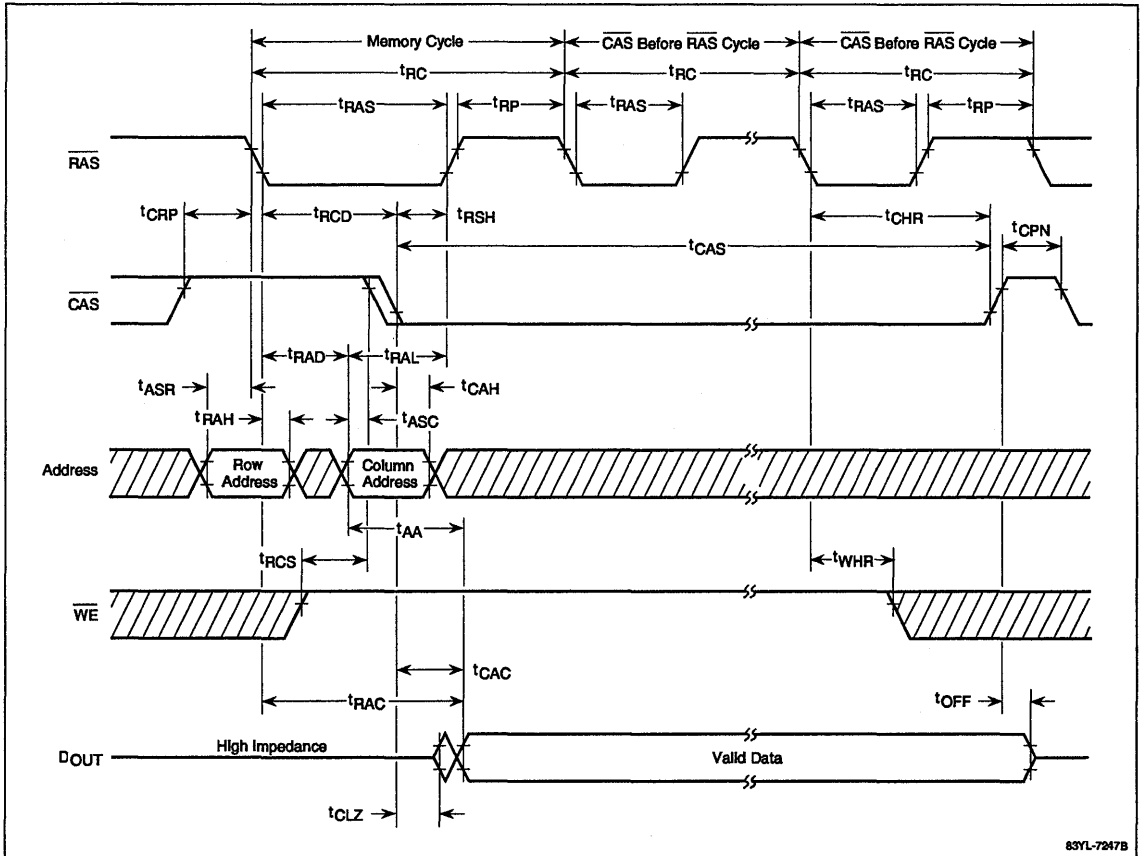 Memory Cycle
CAS Before RAS Cycle
CAS Before RAS Cycle
tRC
tRC
tRC
tRAS
tRP
tRAS
tRAS
tRP
RAS
tCRP
tRCD
tRSH
tCHR
tCPN
tCAS
CAS
tRAD
tRAL
tASR
tCAH
tRAH
tASC
Address
Row
Address
Column
Address
tAA
tRCS
tWHR
WE
tCAC
tRAC
tOFF
High Impedance
DOUT
Valid Data
tCLZ
83YL-7247B